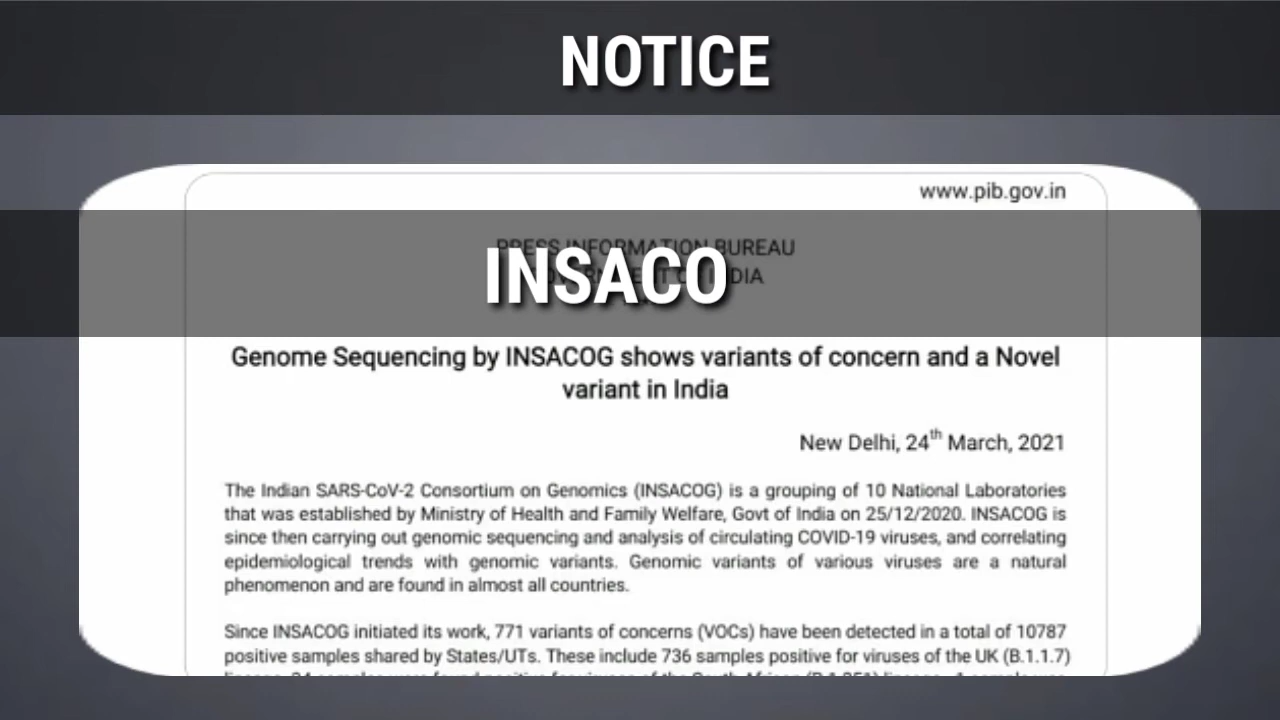 NOTICE
www.pib.gov.in
PRESS INFORMATION BUREAU
INDIA
INSACO
Genome Sequencing by INSACOG shows variants of concern and a Novel
variant in India
New Delhi, 24th March, 2021
The Indian SARS-CoV-2 Consortium on Genomics (INSACOG) is a grouping of 10 National Laboratories
that was established by Ministry of Health and Family Welfare, Govt of India on 25/12/2020. INSACOG is
since then carrying out genomic sequencing and analysis of circulating COVID-19 viruses, and correlating
epidemiological trends with genomic variants. Genomic variants of various viruses are a natural
phenomenon and are found in almost all countries.
Since INSACOG initiated its work, 771 variants of concerns (VOCs) have been detected in a total of 10787
positive samples shared by States/UTs. These include 736 samples positive for viruses of the UK (B.1.1.7)